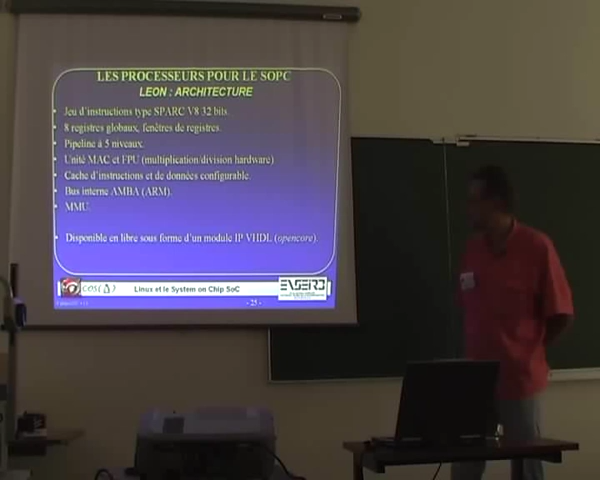 LES PROCESSEURS POUR LE SOPC
LEON : ARCHITECTURE
• Jeu d'instructions type SPARC V8 32 bits.
• 8 registres globaux, fenêtres de registres.
• Pipeline à 5 niveaux.
• Unité MAC et FPU (multiplication/division hardware)
• Cache d'instructions et de données configurable.
• Bus interne AMBA (ARM).
• MMU.
• Disponible en libre sous forme d'un module IP VHDL (opencore).
Linux et le System on Chip SoC
- 25 -